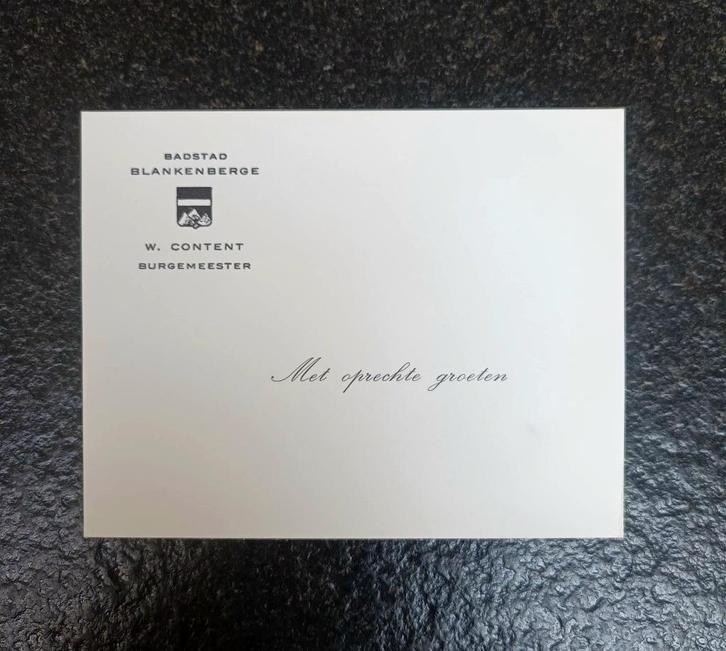 BADSTAD
BLANKENBERGE
W. CONTENT
BURGEMEESTER
Met oprechte groeten